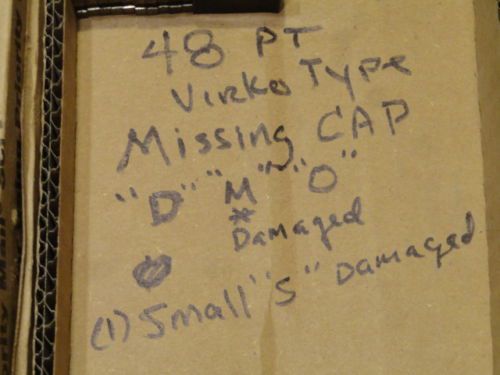 48 PT
Virko Type
Missing CAP
"D" "M" "O"
*
Damaged
(1) Small "S" Damaged